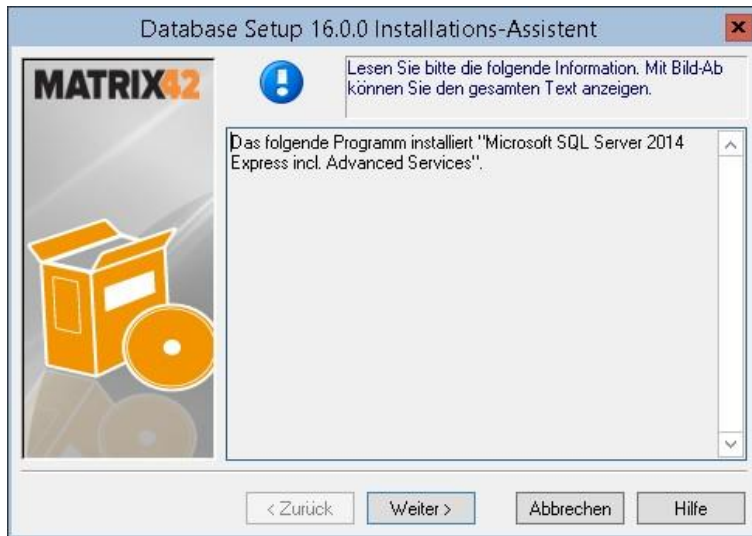 Database Setup 16.0.0 Installations-Assistent
MATRIX42
Lesen Sie bitte die folgende Information. Mit Bild-Ab
können Sie den gesamten Text anzeigen.
Das folgende Programm installiert "Microsoft SQL Server 2014
Express incl. Advanced Services".
< Zurück
Weiter >
Abbrechen
Hilfe